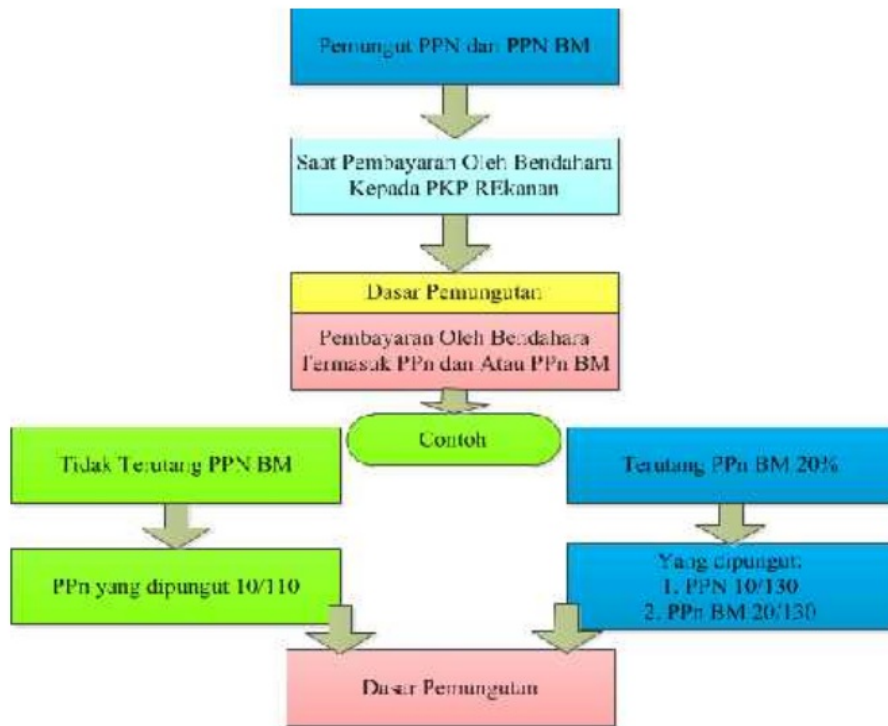 Pemungut PPN dan PPN BM
Saat Pembayaran Oleh Bendahara
Kepada PKP REkanan
Dasar Pemungutan
Pembayaran Oleh Bendahara
Termasuk PPn dan Atau PPn BM
Contoh
Tidak Terutang PPN BM
Terutang PPn BM 20%
PPn yang dipungut 10/110
Yang dipungut:
1. PPN 10/130
2. PPn BM 20/130
Dasar Pemungutan